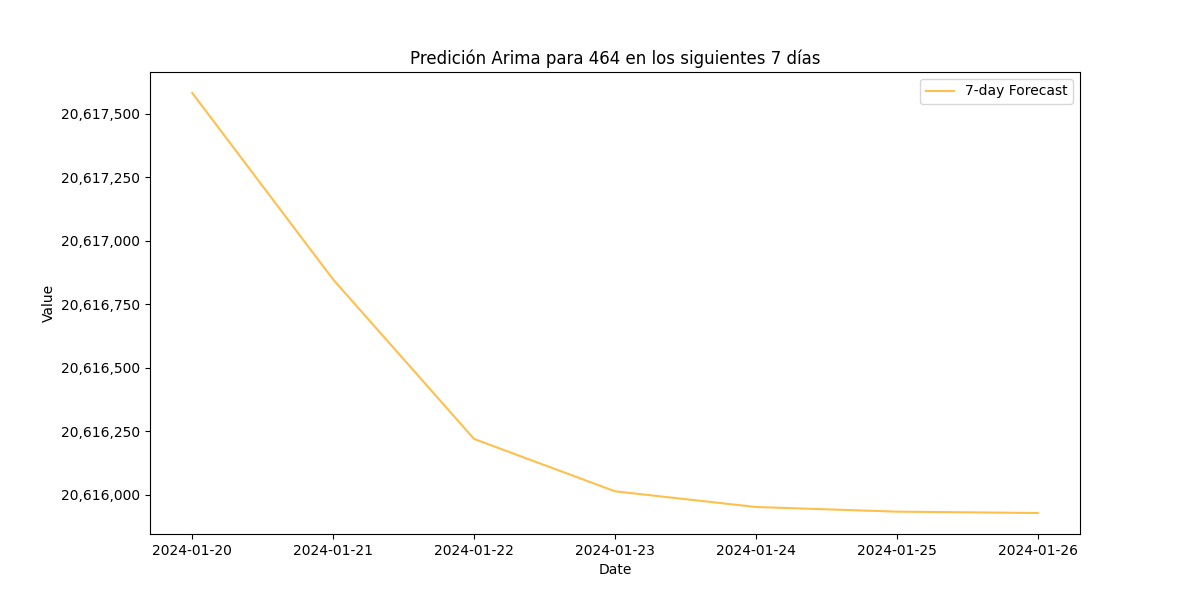 Predición Arima para 464 en los siguientes 7 días
7-day Forecast
20,617,500
20,617,250
20,617,000
20,616,750
20,616,500
20,616,250
20,616,000
Value
2024-01-20 2024-01-21 2024-01-22 2024-01-23 2024-01-24 2024-01-25 2024-01-26
Date